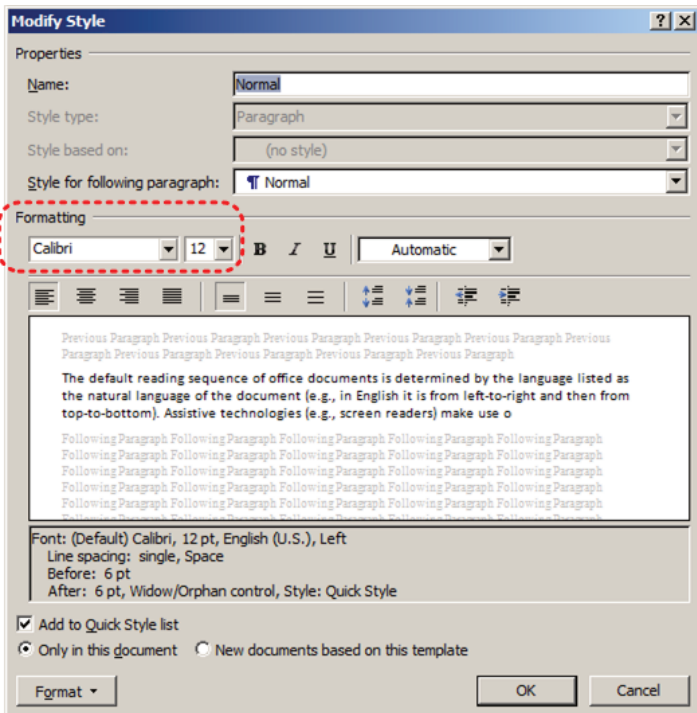 Modify Style
Properties
Name: Normal
Style type: Paragraph
Style based on: (no style)
Style for following paragraph: ¶ Normal
Formatting
Calibri 12 B I U Automatic
Previous Paragraph Previous Paragraph Previous Paragraph Previous Paragraph Previous Paragraph Previous
Paragraph Previous Paragraph Previous Paragraph Previous Paragraph Previous Paragraph
The default reading sequence of office documents is determined by the language listed as
the natural language of the document (e.g., in English it is from left-to-right and then from
top-to-bottom). Assistive technologies (e.g., screen readers) make use o
Following Paragraph Following Paragraph Following Paragraph Following Paragraph Following Paragraph
Following Paragraph Following Paragraph Following Paragraph Following Paragraph Following Paragraph
Following Paragraph Following Paragraph Following Paragraph Following Paragraph Following Paragraph
Following Paragraph Following Paragraph Following Paragraph Following Paragraph Following Paragraph
Following Paragraph Following Paragraph Following Paragraph Following Paragraph Following Paragraph
Following Paragraph Following Paragraph Following Paragraph Following Paragraph Following Paragraph
Font: (Default) Calibri, 12 pt, English (U.S.), Left
Line spacing: single, Space
Before: 6 pt
After: 6 pt, Widow/Orphan control, Style: Quick Style
Add to Quick Style list
Only in this document New documents based on this template
Format OK Cancel